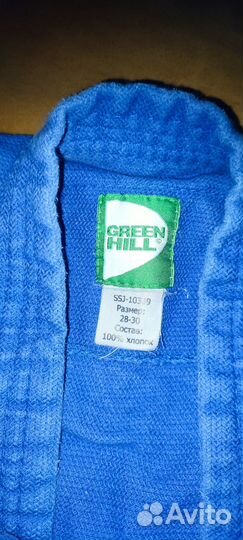 GREEN
HILL
SSJ-10339
Размер:
28-30
Состав:
100% хлопок
Avito